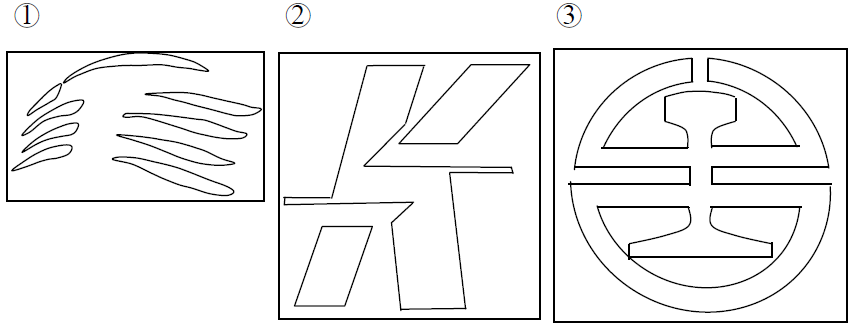 ① ② ③